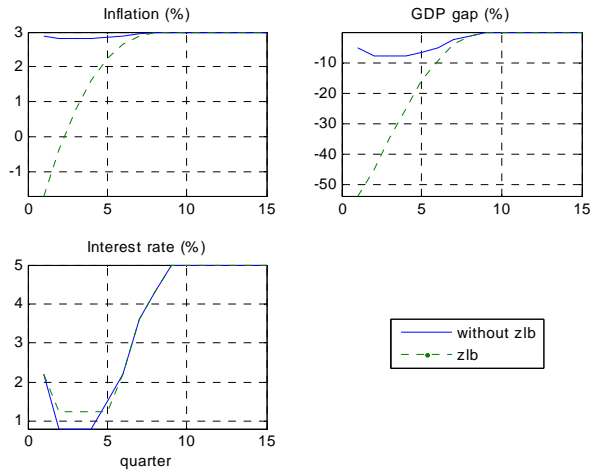 Inflation (%)
3
2
1
0
-1
0 5 10 15
GDP gap (%)
-10
-20
-30
-40
-50
0 5 10 15
Interest rate (%)
5
4
3
2
1
0 5 10 15
quarter
without zlb
zlb